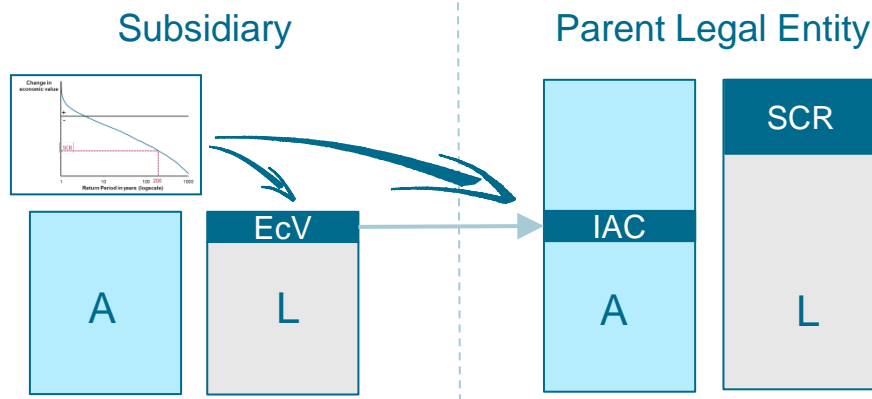 Subsidiary
Parent Legal Entity
Change in
economic value
+
-
SCR
1
10
100
200
1000
Return Period in years (logscale)
A
EcV
L
IAC
A
SCR
L